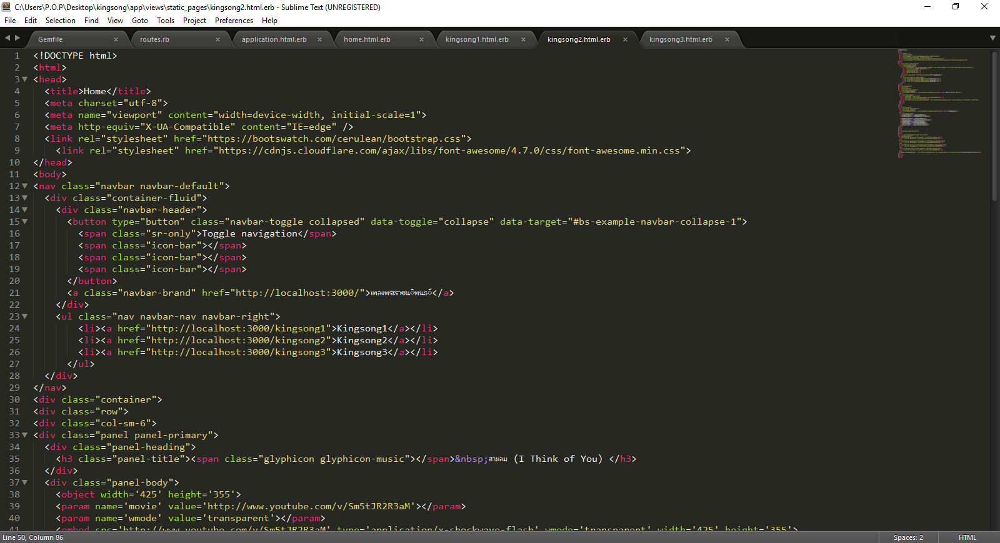 C:\Users\P.O.P\Desktop\kingsong\app\views\static_pages\kingsong2.html.erb - Sublime Text (UNREGISTERED)
File Edit Selection Find View Goto Tools Project Preferences Help
Gemfile × routes.rb × application.html.erb × home.html.erb × kingsong1.html.erb × kingsong2.html.erb × kingsong3.html.erb ×
1 <!DOCTYPE html>
2 <html>
3 <head>
4 <title>Home</title>
5 <meta charset="utf-8">
6 <meta name="viewport" content="width=device-width, initial-scale=1">
7 <meta http-equiv="X-UA-Compatible" content="IE=edge" />
8 <link rel="stylesheet" href="https://bootswatch.com/cerulean/bootstrap.css">
9 <link rel="stylesheet" href="https://cdnjs.cloudflare.com/ajax/libs/font-awesome/4.7.0/css/font-awesome.min.css">
10 </head>
11 <body>
12 <nav class="navbar navbar-default">
13 <div class="container-fluid">
14 <div class="navbar-header">
15 <button type="button" class="navbar-toggle collapsed" data-toggle="collapse" data-target="#bs-example-navbar-collapse-1">
16 <span class="sr-only">Toggle navigation</span>
17 <span class="icon-bar"></span>
18 <span class="icon-bar"></span>
19 <span class="icon-bar"></span>
20 </button>
21 <a class="navbar-brand" href="http://localhost:3000/">เพลงพระราชนิพนธ์</a>
22 </div>
23 <ul class="nav navbar-nav navbar-right">
24 <li><a href="http://localhost:3000/kingsong1">Kingsong1</a></li>
25 <li><a href="http://localhost:3000/kingsong2">Kingsong2</a></li>
26 <li><a href="http://localhost:3000/kingsong3">Kingsong3</a></li>
27 </ul>
28 </div>
29 </nav>
30 <div class="container">
31 <div class="row">
32 <div class="col-sm-6">
33 <div class="panel panel-primary">
34 <div class="panel-heading">
35 <h3 class="panel-title"><span class="glyphicon glyphicon-music"></span>&nbsp;สายลม (I Think of You) </h3>
36 </div>
37 <div class="panel-body">
38 <object width='425' height='355'>
39 <param name='movie' value='http://www.youtube.com/v/Sm5tJR2R3aM'></param>
40 <param name='wmode' value='transparent'></param>
41 <embed src='http://www.youtube.com/v/Sm5tJR2R3aM' type='application/x-shockwave-flash' wmode='transparent' width='425' height='355'>
Line 50, Column 86 Spaces: 2 HTML